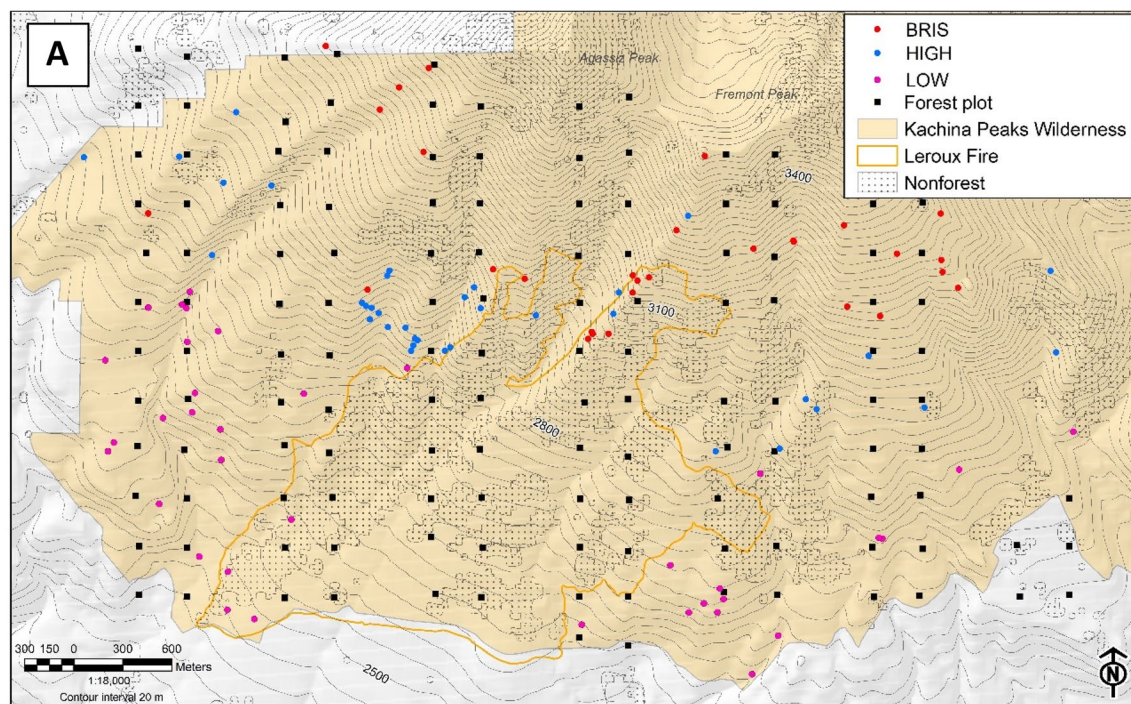 A
BRIS
HIGH
LOW
Forest plot
Kachina Peaks Wilderness
Leroux Fire
Nonforest
Agassiz Peak
Fremont Peak
3400
3100
2800
2500
300 150 0 300 600
Meters
1:18,000
Contour interval 20 m
N